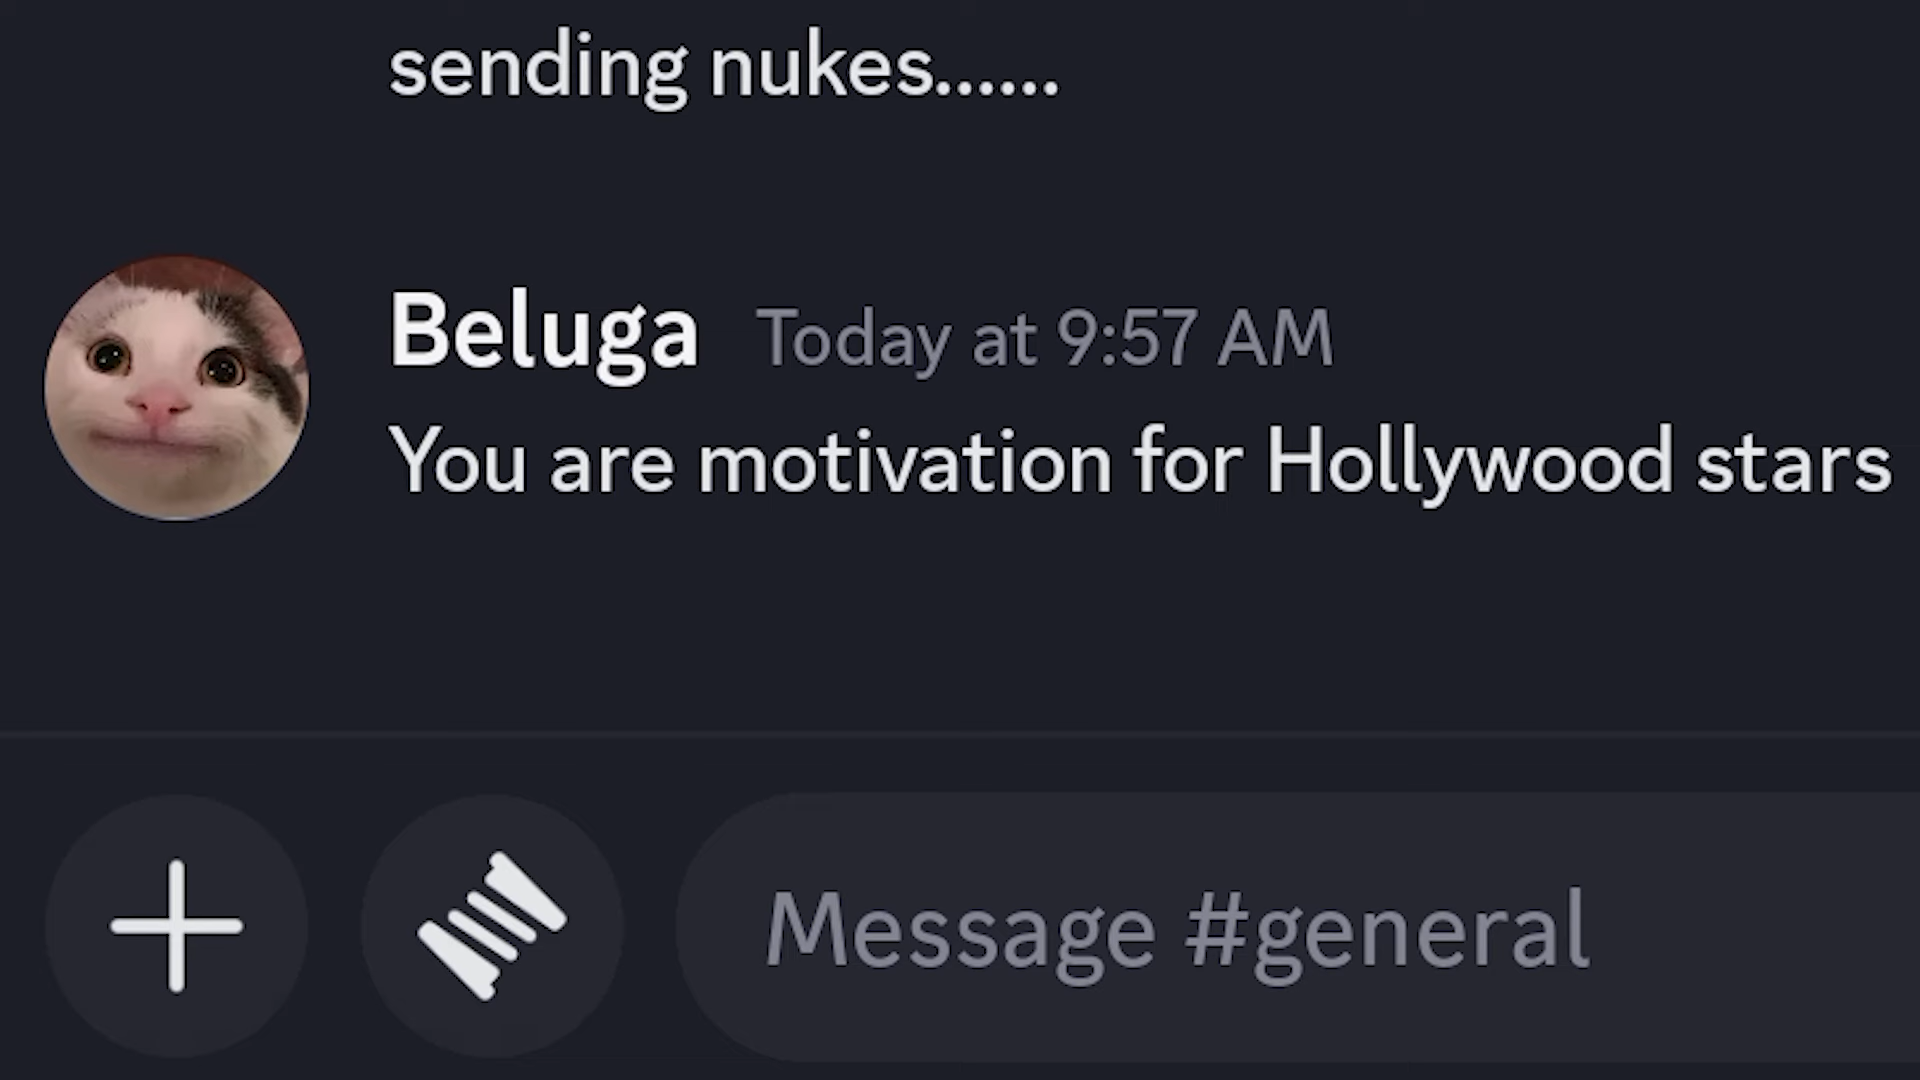 sending nukes......
Beluga Today at 9:57 AM
You are motivation for Hollywood stars
Message #general